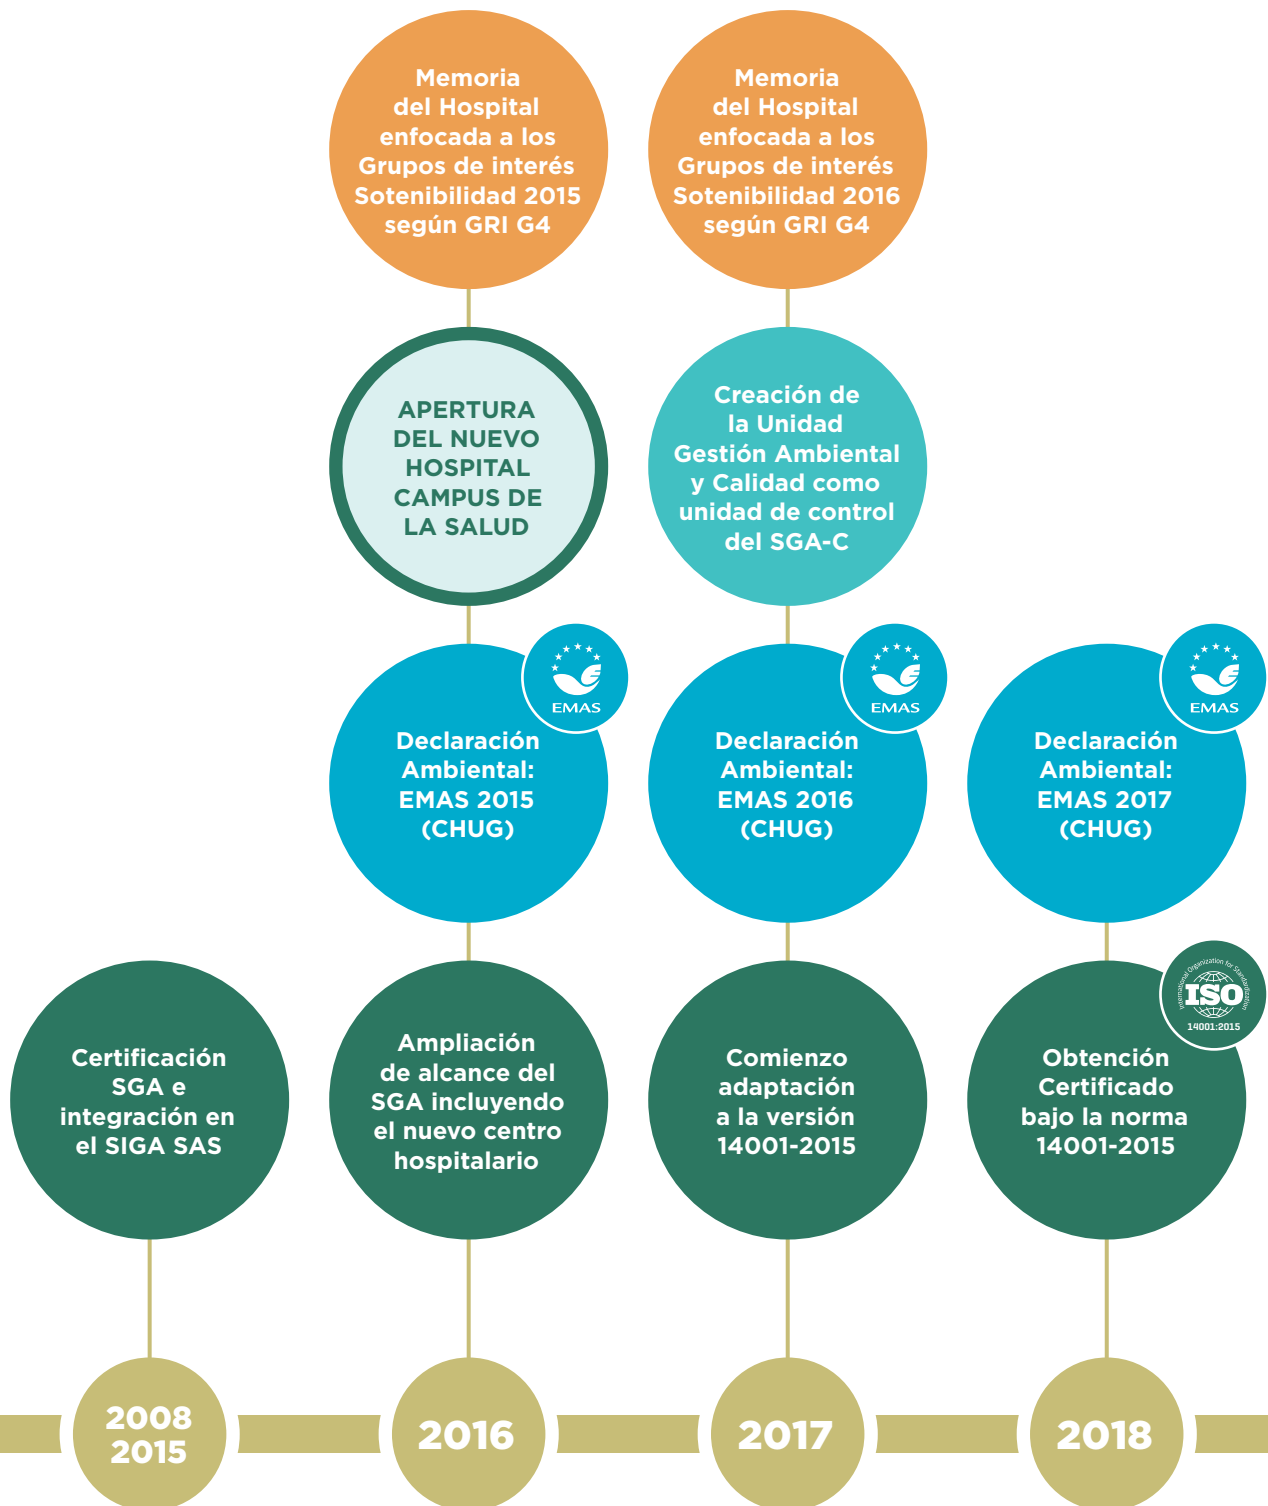 Memoria
del Hospital
enfocada a los
Grupos de interés
Sotenibilidad 2015
según GRI G4
Memoria
del Hospital
enfocada a los
Grupos de interés
Sotenibilidad 2016
según GRI G4
APERTURA
DEL NUEVO
HOSPITAL
CAMPUS DE
LA SALUD
Creación de
la Unidad
Gestión Ambiental
y Calidad como
unidad de control
del SGA-C
EMAS
Declaración
Ambiental:
EMAS 2015
(CHUG)
EMAS
Declaración
Ambiental:
EMAS 2016
(CHUG)
EMAS
Declaración
Ambiental:
EMAS 2017
(CHUG)
Certificación
SGA e
integración en
el SIGA SAS
Ampliación
de alcance del
SGA incluyendo
el nuevo centro
hospitalario
Comienzo
adaptación
a la versión
14001-2015
International Organization for Standardization
ISO
14001:2015
Obtención
Certificado
bajo la norma
14001-2015
2008
2015
2016
2017
2018